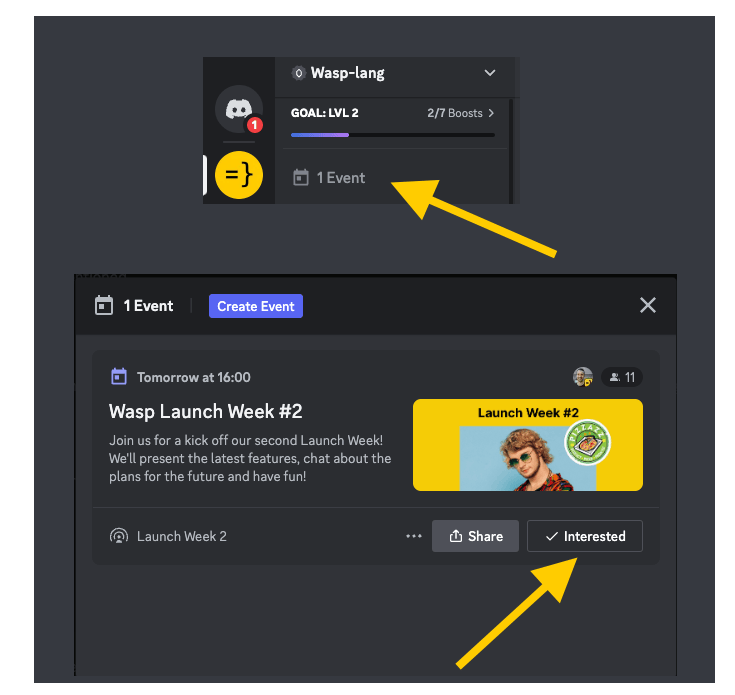 Wasp-lang
GOAL: LVL 2
2/7 Boosts >
1
=}
1 Event
1 Event
Create Event
Tomorrow at 16:00
11
Wasp Launch Week #2
Join us for a kick off our second Launch Week!
We'll present the latest features, chat about the
plans for the future and have fun!
Launch Week #2
PIZZAZZ
Launch Week 2
Share
Interested